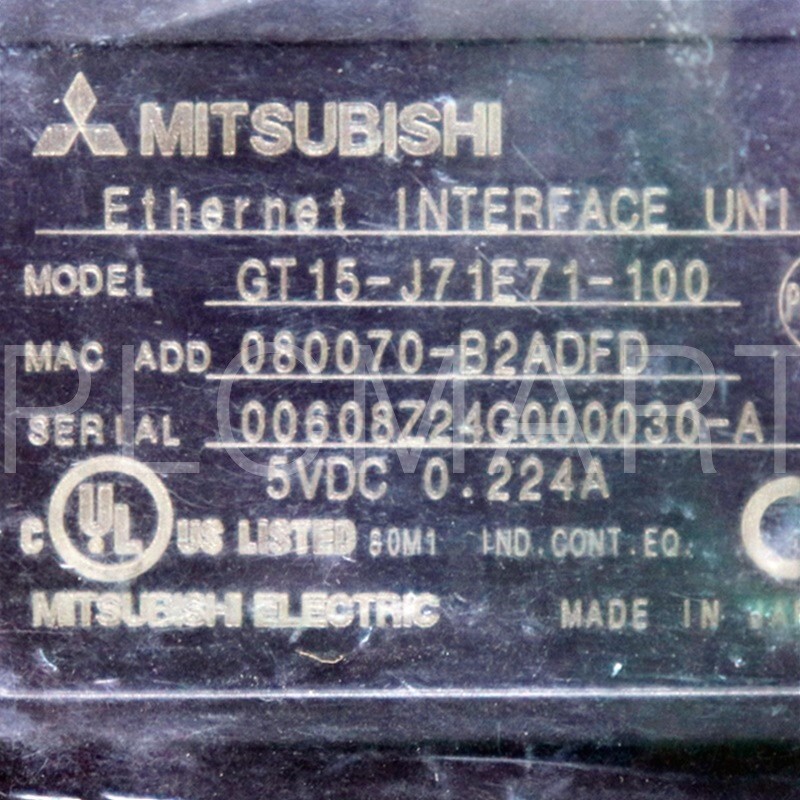 MITSUBISHI
Ethernet INTERFACE UNI
MODEL GT15-J71E71-100
MAC ADD 080070-B2ADFD
SERIAL 00608Z24G000030-A
5VDC 0.224A
C UL US LISTED 80M1 IND.CONT.EQ.
MITSUBISHI ELECTRIC MADE IN
PLCMART